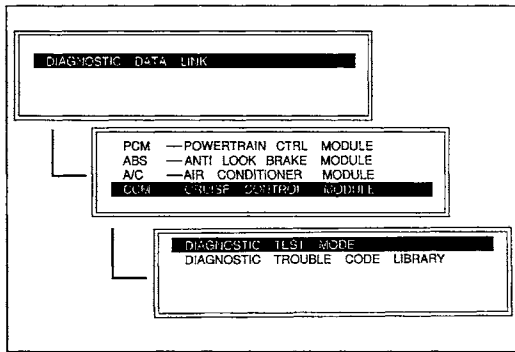 DIAGNOSTIC DATA LINK
PCM — POWERTRAIN CTRL MODULE
ABS — ANTI LOOK BRAKE MODULE
A/C — AIR CONDITIONER MODULE
CCM CRUISE CONTROL MODULE
DIAGNOSTIC TEST MODE
DIAGNOSTIC TROUBLE CODE LIBRARY